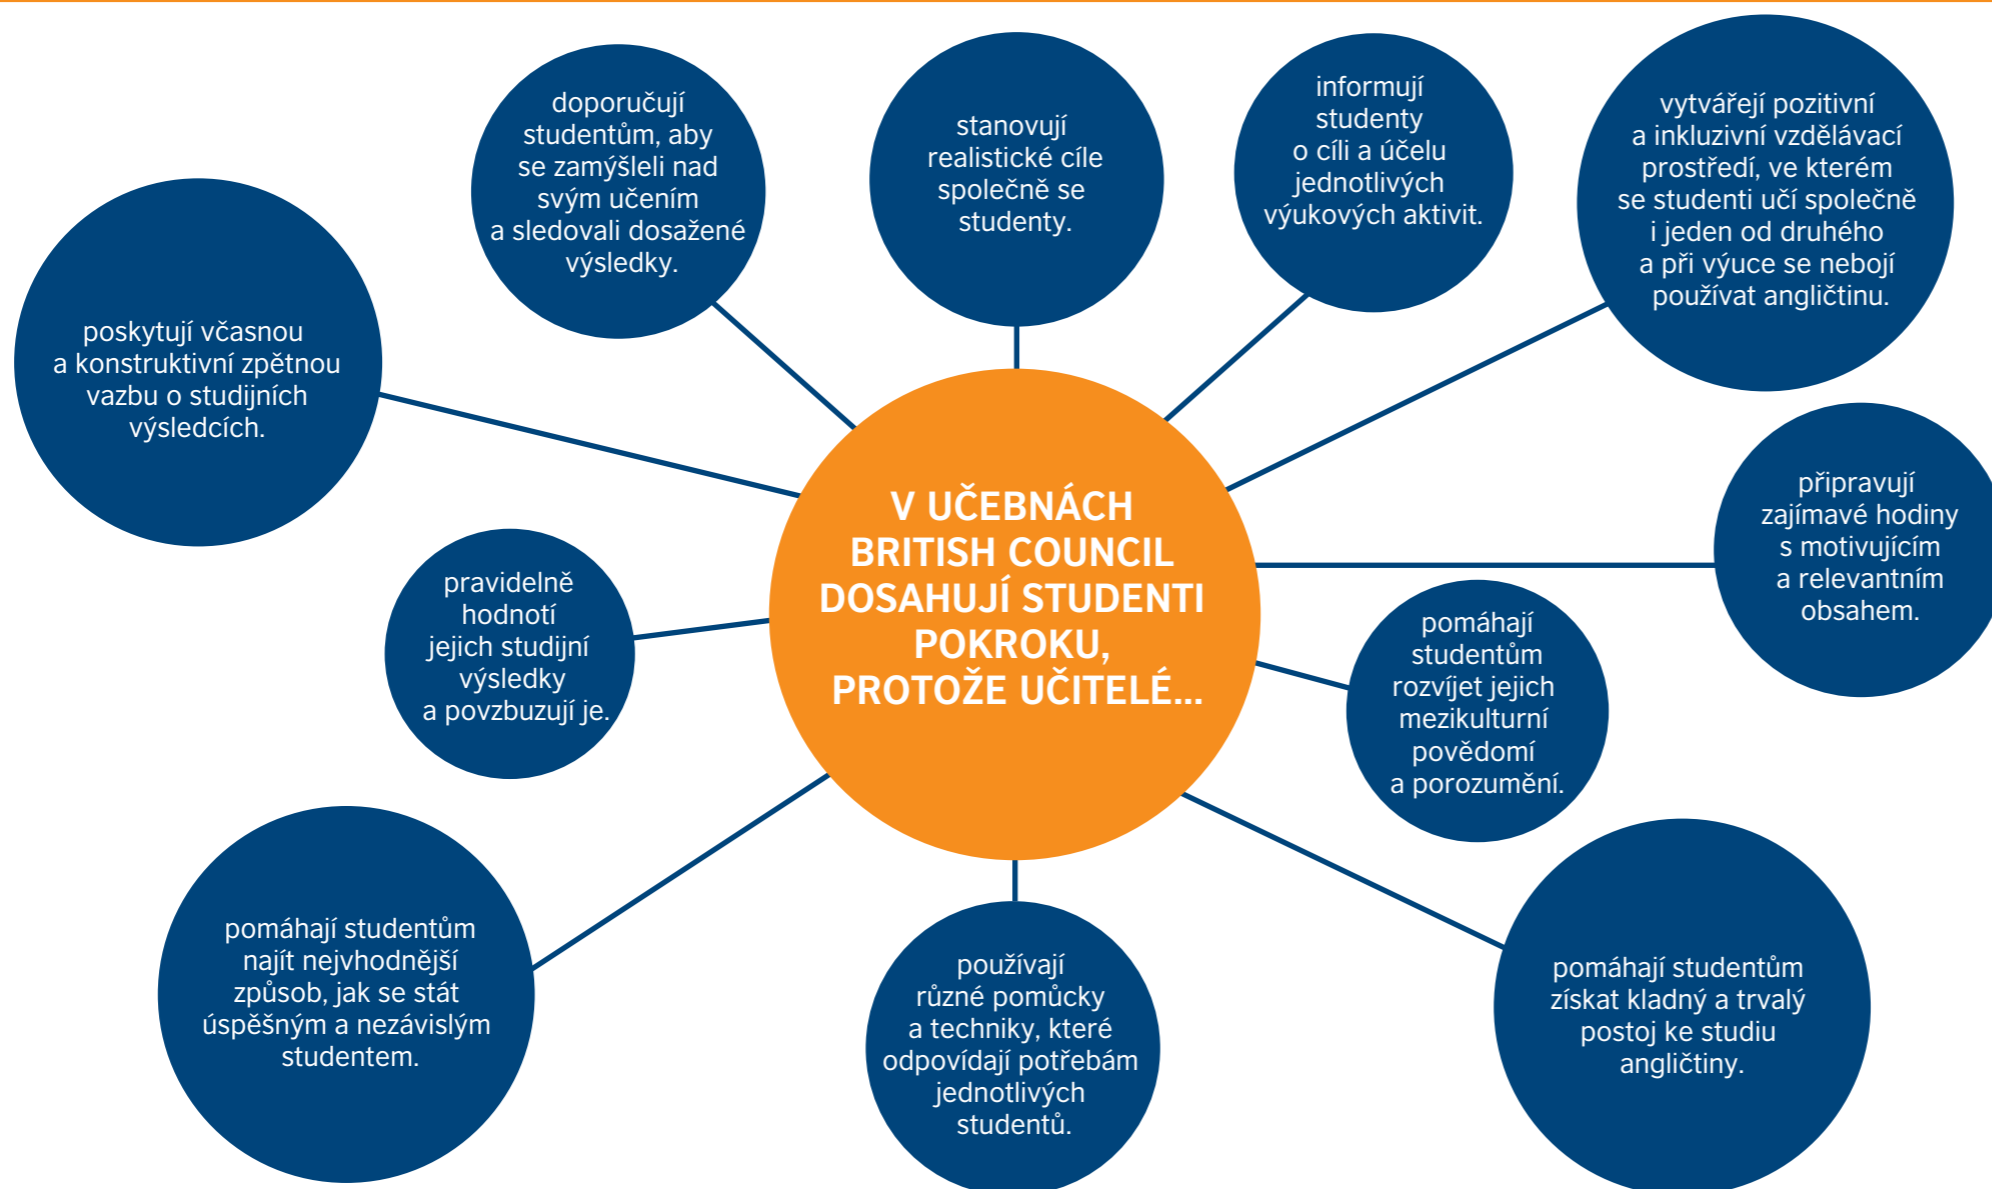 doporučují
studentům, aby
se zamýšleli nad
svým učením
a sledovali dosažené
výsledky.
stanovují
realistické cíle
společně se
studenty.
informují
studenty
o cíli a účelu
jednotlivých
výukových aktivit.
vytvářejí pozitivní
a inkluzivní vzdělávací
prostředí, ve kterém
se studenti učí společně
i jeden od druhého
a při výuce se nebojí
používat angličtinu.
poskytují včasnou
a konstruktivní zpětnou
vazbu o studijních
výsledcích.
V UČEBNÁCH
BRITISH COUNCIL
DOSAHUJÍ STUDENTI
POKROKU,
PROTOŽE UČITELÉ...
připravují
zajímavé hodiny
s motivujícím
a relevantním
obsahem.
pravidelně
hodnotí
jejich studijní
výsledky
a povzbuzují je.
pomáhají
studentům
rozvíjet jejich
mezikulturní
povědomí
a porozumění.
pomáhají studentům
najít nejvhodnější
způsob, jak se stát
úspěšným a nezávislým
studentem.
používají
různé pomůcky
a techniky, které
odpovídají potřebám
jednotlivých
studentů.
pomáhají studentům
získat kladný a trvalý
postoj ke studiu
angličtiny.